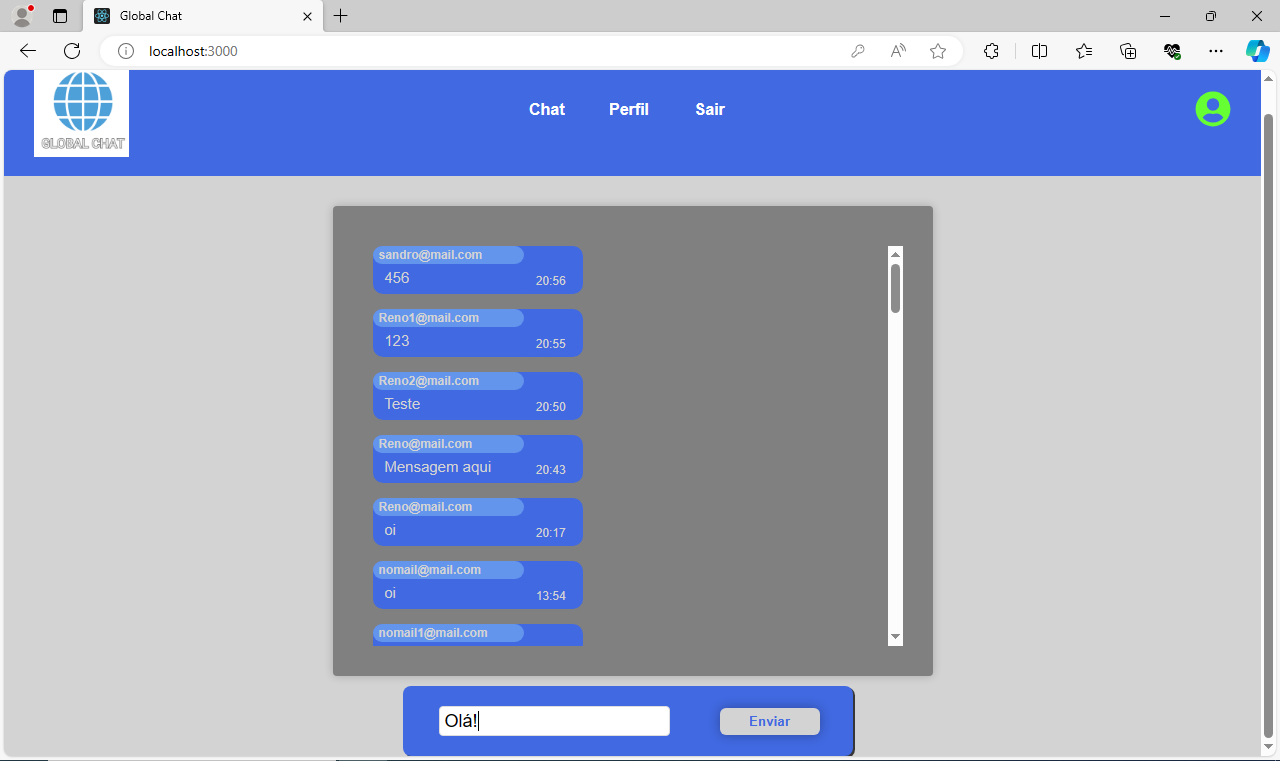 Global Chat
localhost:3000
GLOBAL CHAT
Chat Perfil Sair
sandro@mail.com
456 20:56
Reno1@mail.com
123 20:55
Reno2@mail.com
Teste 20:50
Reno@mail.com
Mensagem aqui 20:43
Reno@mail.com
oi 20:17
nomail@mail.com
oi 13:54
nomail1@mail.com
Olá! Enviar